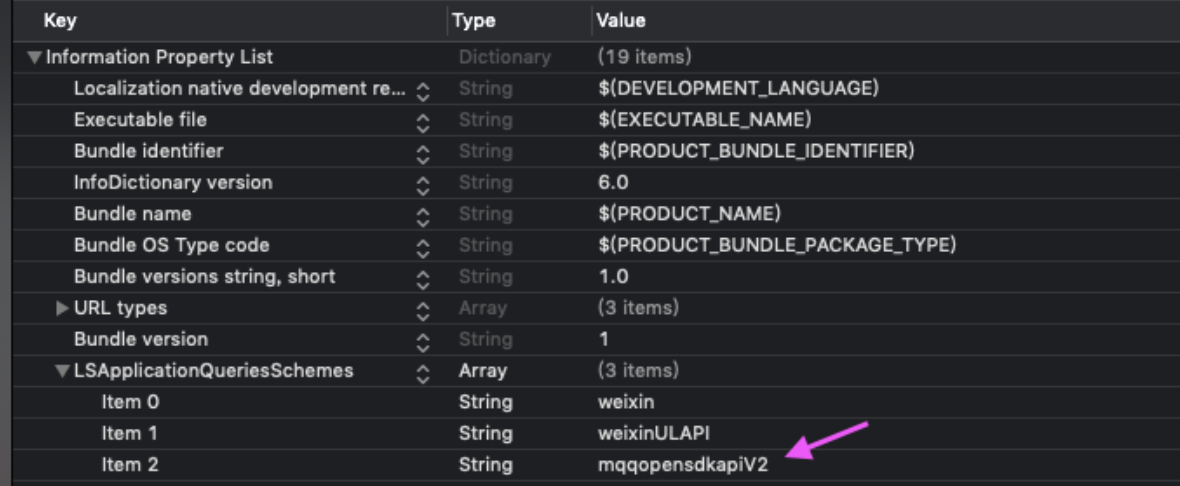 Key Type Value
Information Property List Dictionary (19 items)
Localization native development re... String $(DEVELOPMENT_LANGUAGE)
Executable file String $(EXECUTABLE_NAME)
Bundle identifier String $(PRODUCT_BUNDLE_IDENTIFIER)
InfoDictionary version String 6.0
Bundle name String $(PRODUCT_NAME)
Bundle OS Type code String $(PRODUCT_BUNDLE_PACKAGE_TYPE)
Bundle versions string, short String 1.0
URL types Array (3 items)
Bundle version String 1
LSApplicationQueriesSchemes Array (3 items)
Item 0 String weixin
Item 1 String weixinULAPI
Item 2 String mqqopensdkapiV2